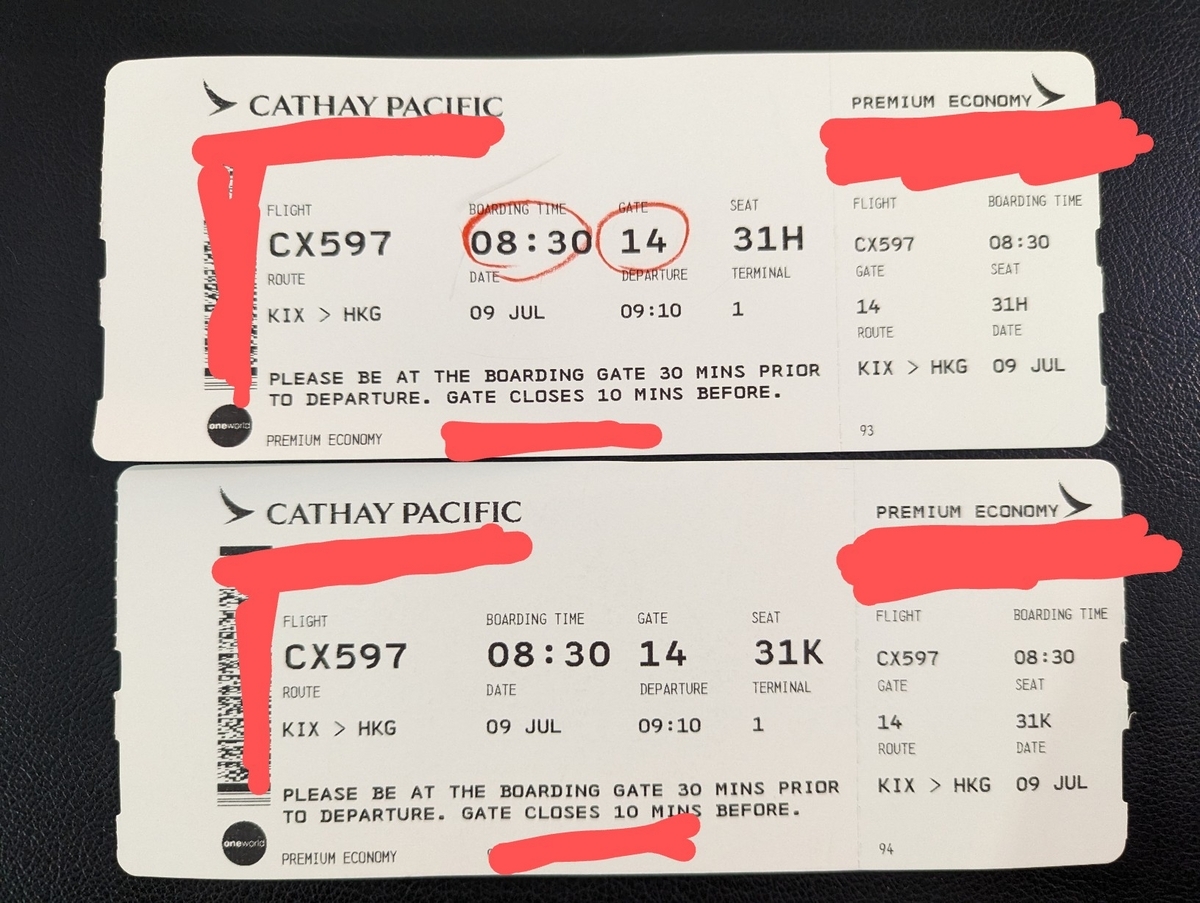 CATHAY PACIFIC
PREMIUM ECONOMY
FLIGHT BOARDING TIME GATE SEAT
CX597 08:30 14 31H
ROUTE DATE DEPARTURE TERMINAL
KIX > HKG 09 JUL 09:10 1
PLEASE BE AT THE BOARDING GATE 30 MINS PRIOR
TO DEPARTURE. GATE CLOSES 10 MINS BEFORE.
oneworld
PREMIUM ECONOMY
FLIGHT BOARDING TIME
CX597 08:30
GATE SEAT
14 31H
ROUTE DATE
KIX > HKG 09 JUL
93
CATHAY PACIFIC
PREMIUM ECONOMY
FLIGHT BOARDING TIME GATE SEAT
CX597 08:30 14 31K
ROUTE DATE DEPARTURE TERMINAL
KIX > HKG 09 JUL 09:10 1
PLEASE BE AT THE BOARDING GATE 30 MINS PRIOR
TO DEPARTURE. GATE CLOSES 10 MINS BEFORE.
oneworld
PREMIUM ECONOMY
FLIGHT BOARDING TIME
CX597 08:30
GATE SEAT
14 31K
ROUTE DATE
KIX > HKG 09 JUL
94